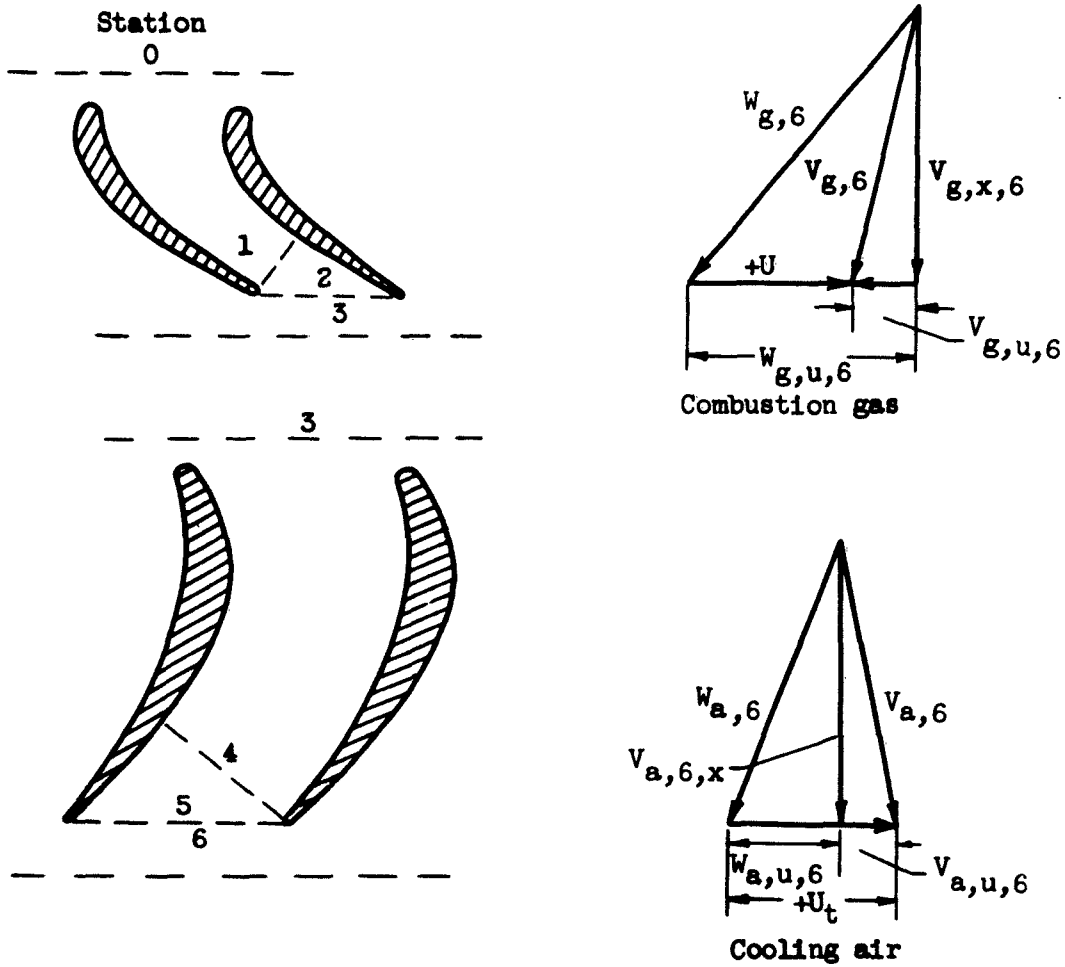 Station
0
1
2
3
3
4
5
6
W_g,6
V_g,6
V_g,x,6
+U
V_g,u,6
W_g,u,6
Combustion gas
W_a,6
V_a,6
V_a,6,x
W_a,u,6
V_a,u,6
+U_t
Cooling air